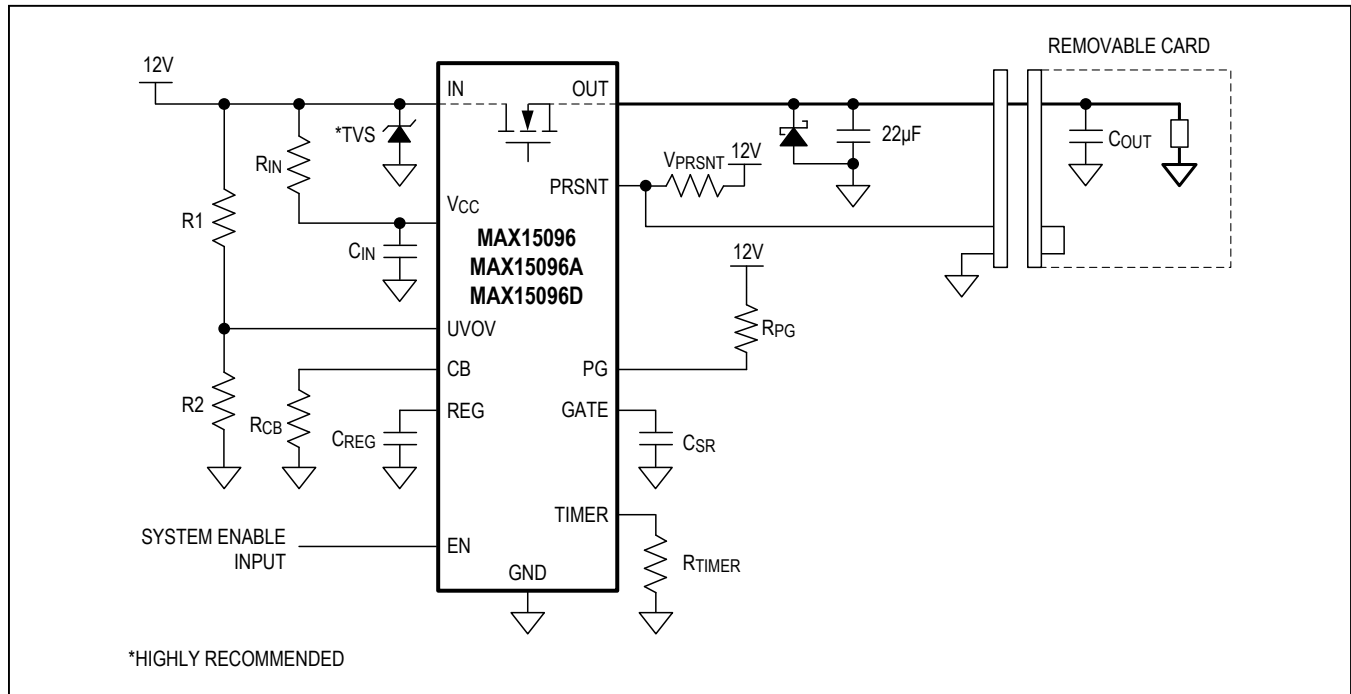 REMOVABLE CARD
12V
IN
OUT
*TVS
22µF
COUT
RIN
VPRSNT
12V
PRSNT
R1
VCC
CIN
MAX15096
MAX15096A
MAX15096D
12V
UVOV
RPG
CB
PG
R2
RCB
REG
CREG
GATE
CSR
TIMER
SYSTEM ENABLE
INPUT
EN
RTIMER
GND
*HIGHLY RECOMMENDED